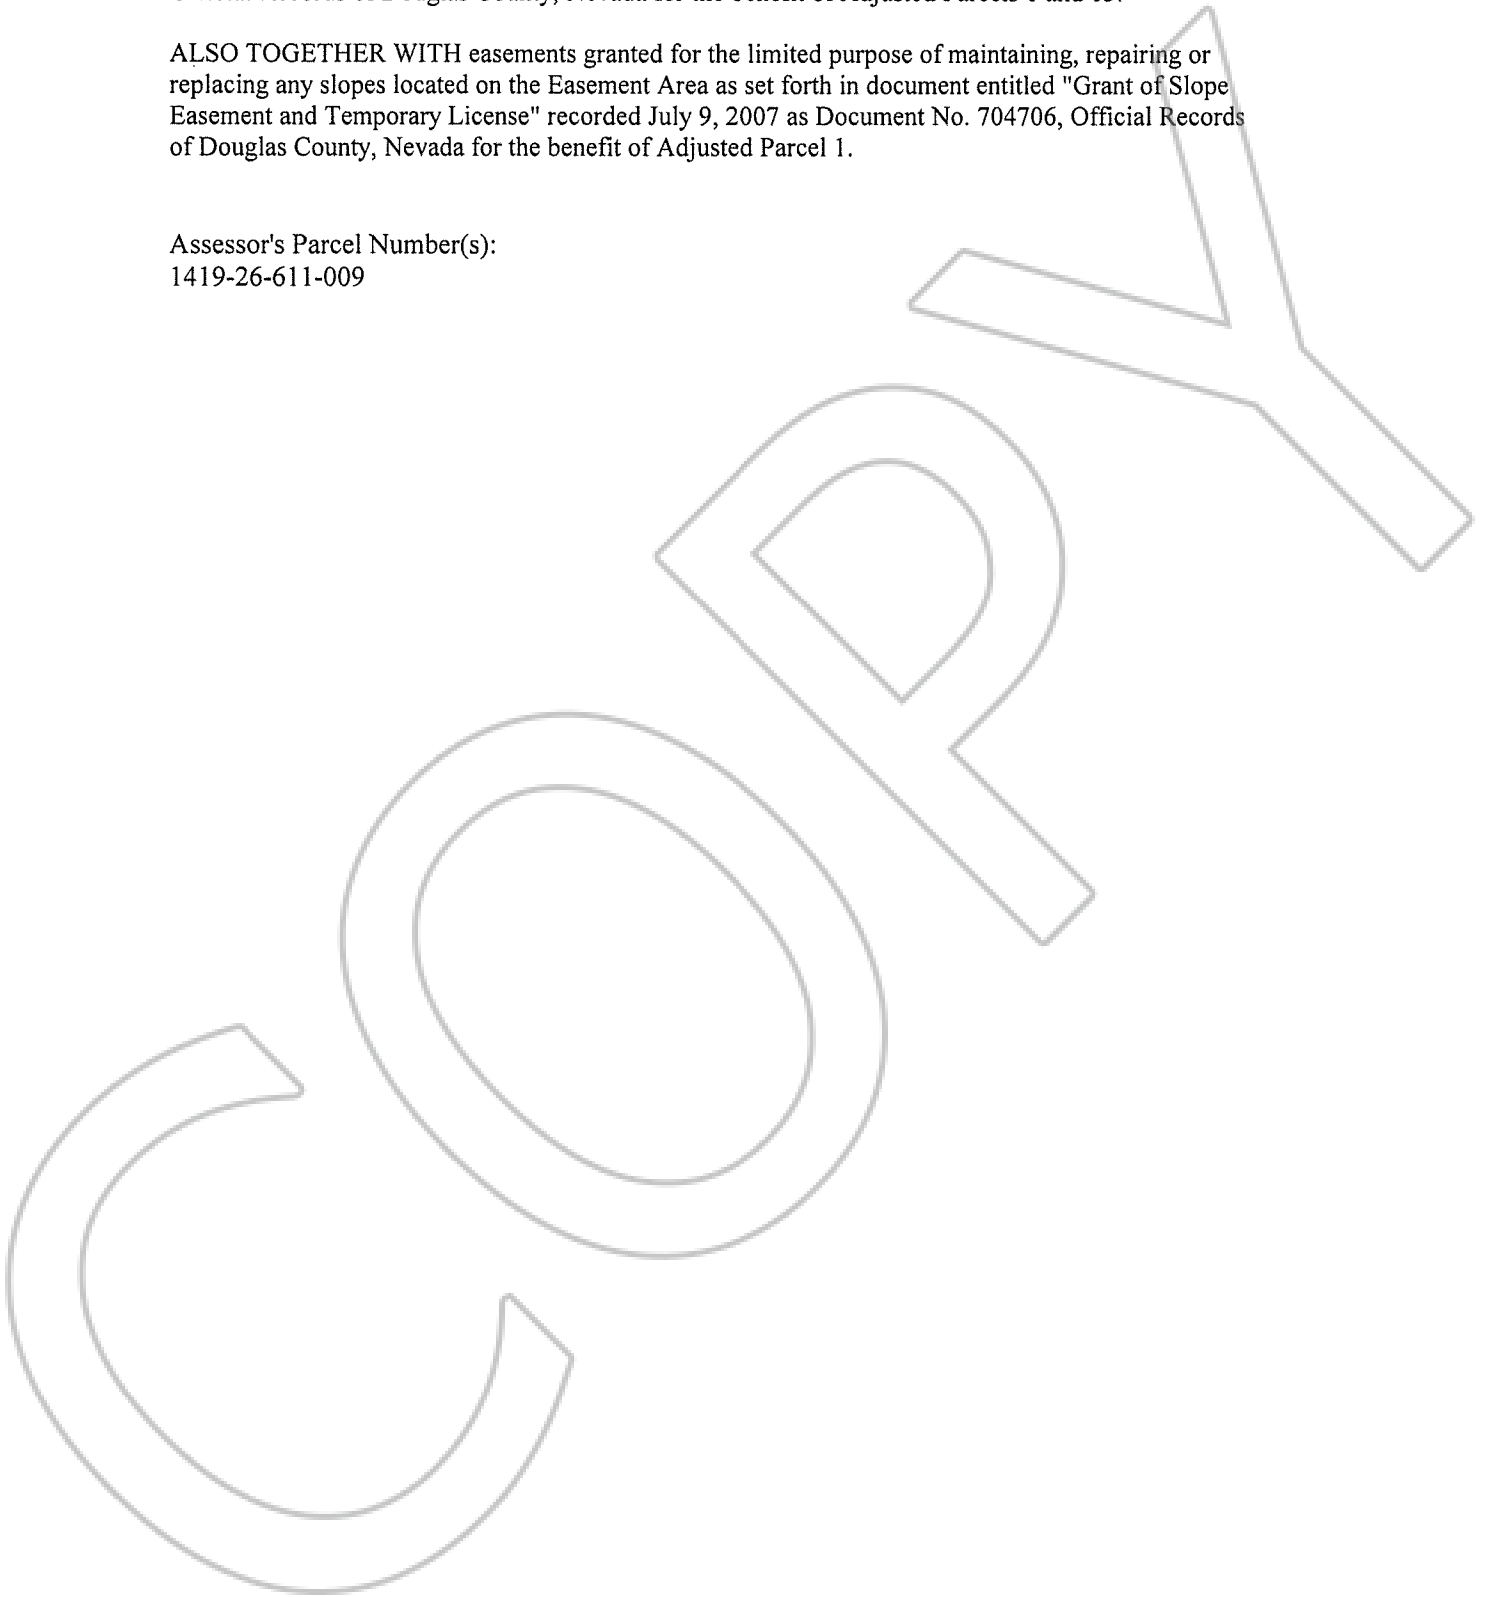 ALSO TOGETHER WITH easements granted for the limited purpose of maintaining, repairing or
replacing any slopes located on the Easement Area as set forth in document entitled "Grant of Slope
Easement and Temporary License" recorded July 9, 2007 as Document No. 704706, Official Records
of Douglas County, Nevada for the benefit of Adjusted Parcel 1.
Assessor's Parcel Number(s):
1419-26-611-009
COPY